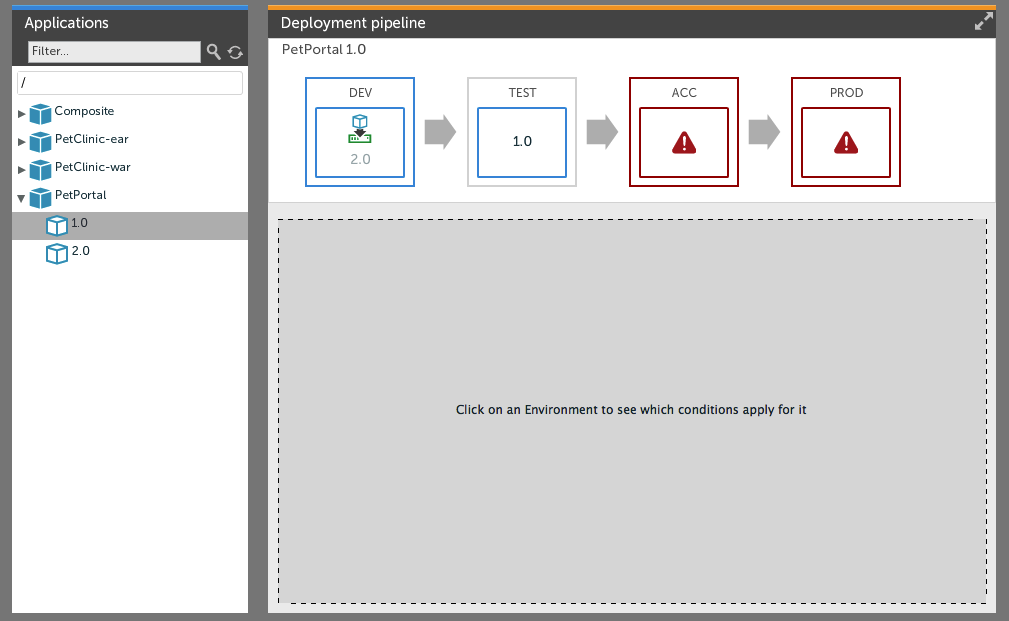 Applications
Filter...
/
Composite
PetClinic-ear
PetClinic-war
PetPortal
1.0
2.0
Deployment pipeline
PetPortal 1.0
DEV
2.0
TEST
1.0
ACC
PROD
Click on an Environment to see which conditions apply for it